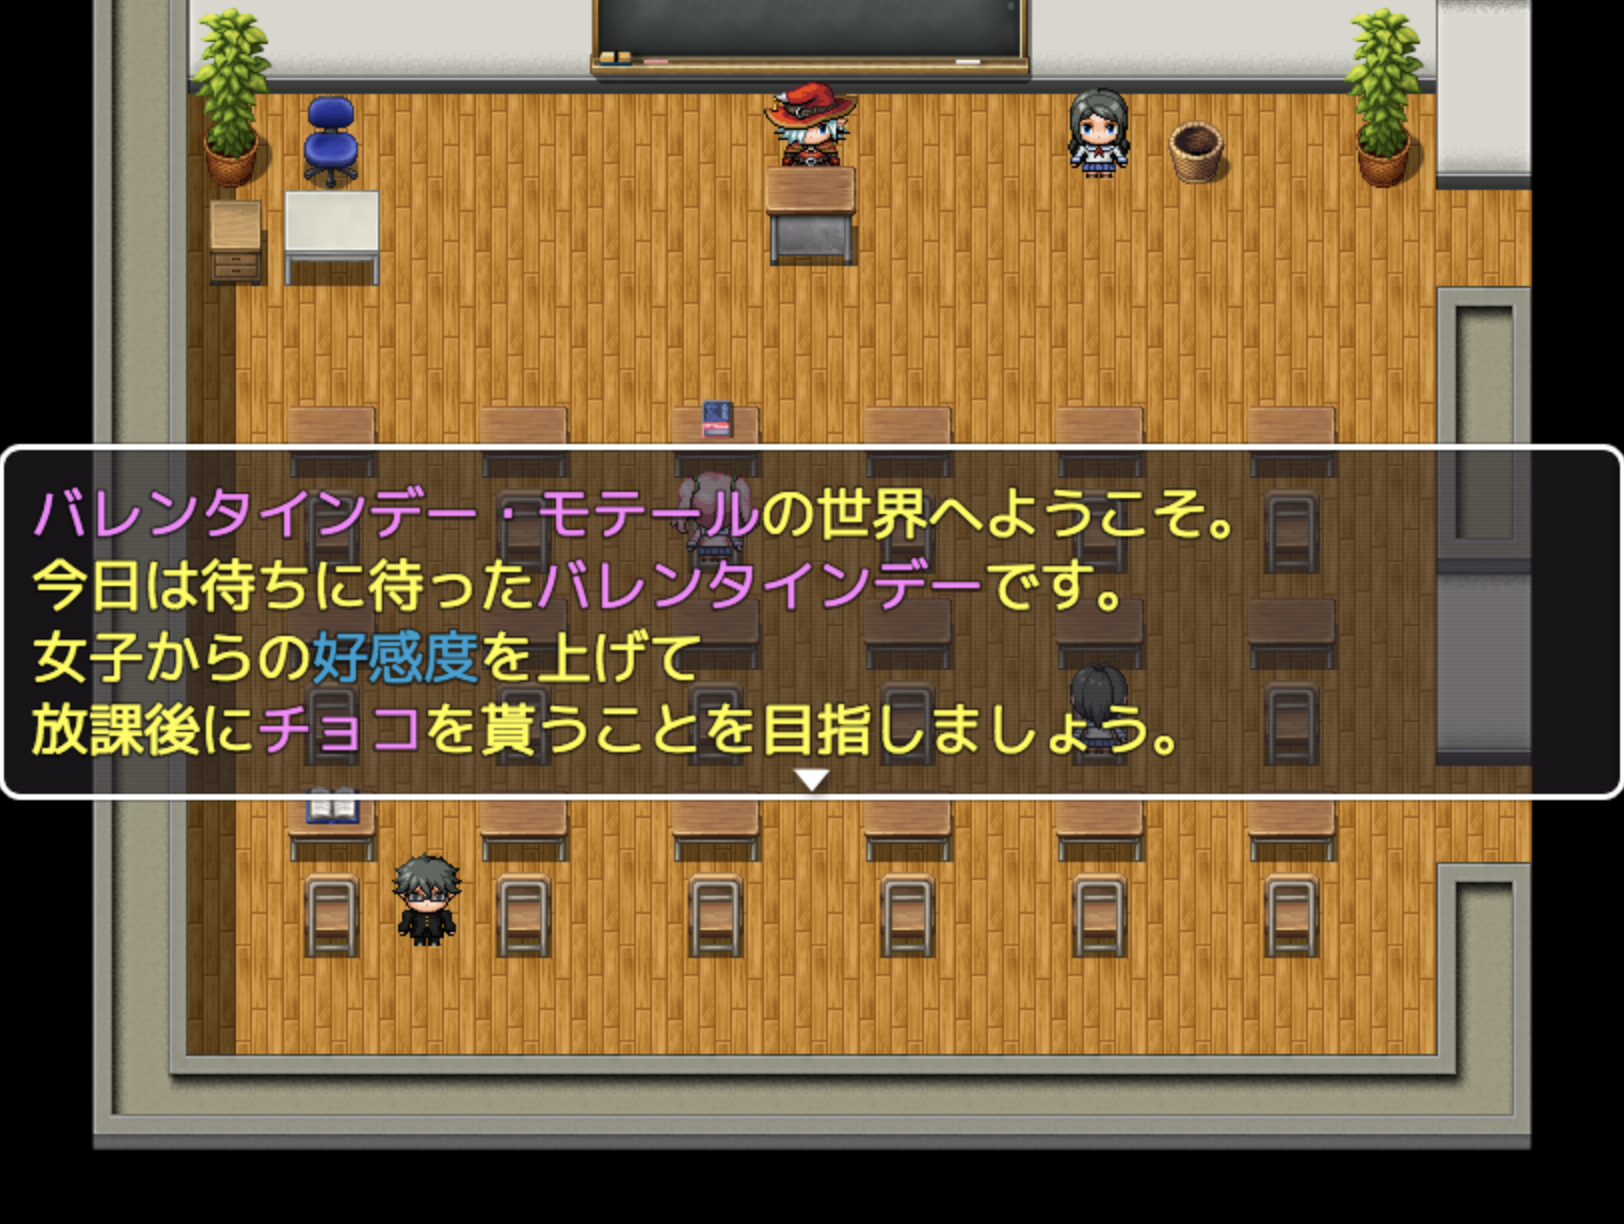 バレンタインデー・モテールの世界へようこそ。
今日は待ちに待ったバレンタインデーです。
女子からの好感度を上げて
放課後にチョコを貰うことを目指しましょう。